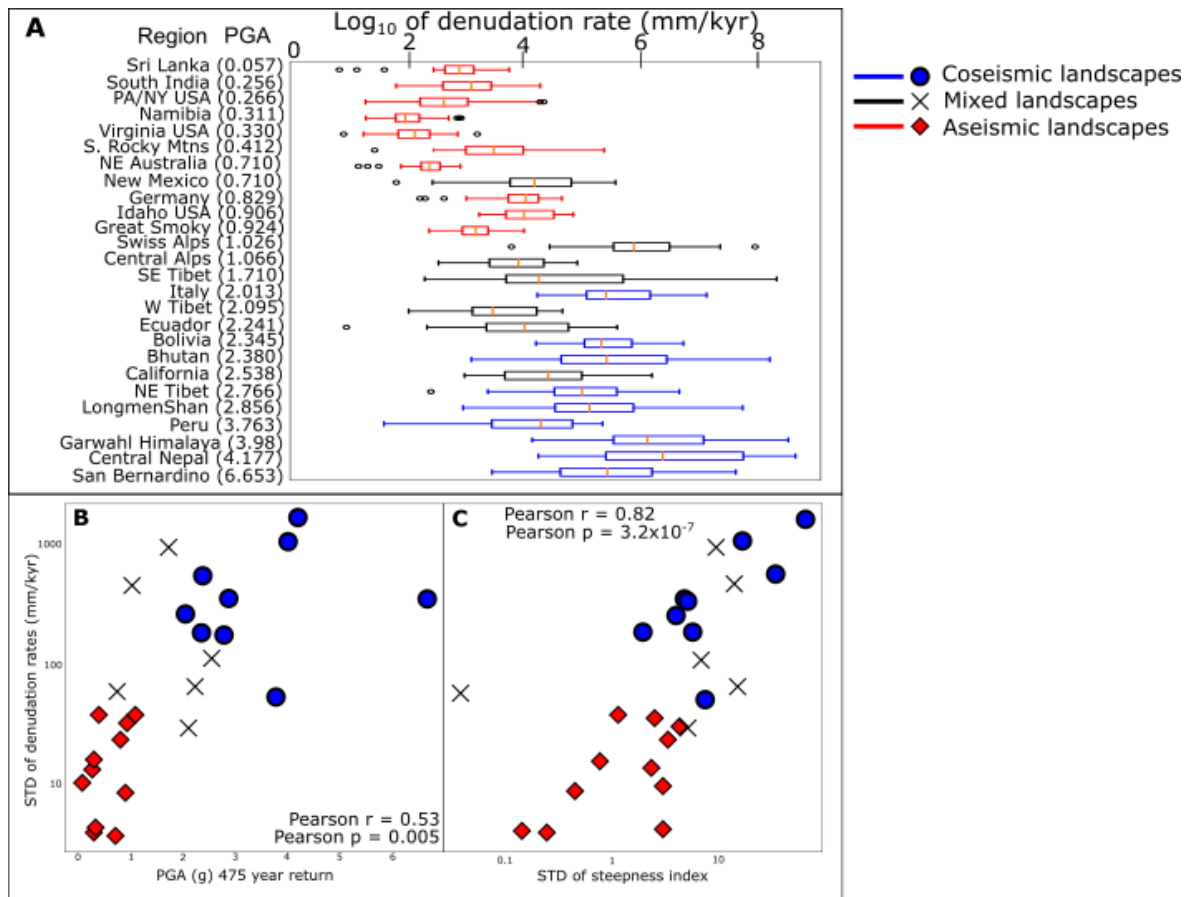 A
Log10 of denudation rate (mm/kyr)
Region PGA
0 2 4 6 8
Sri Lanka (0.057)
South India (0.256)
PA/NY USA (0.266)
Namibia (0.311)
Virginia USA (0.330)
S. Rocky Mtns (0.412)
NE Australia (0.710)
New Mexico (0.710)
Germany (0.829)
Idaho USA (0.906)
Great Smoky (0.924)
Swiss Alps (1.026)
Central Alps (1.066)
SE Tibet (1.710)
Italy (2.013)
W Tibet (2.095)
Ecuador (2.241)
Bolivia (2.345)
Bhutan (2.380)
California (2.538)
NE Tibet (2.766)
LongmenShan (2.856)
Peru (3.763)
Garwahl Himalaya (3.98)
Central Nepal (4.177)
San Bernardino (6.653)
Coseismic landscapes
Mixed landscapes
Aseismic landscapes
B
STD of denudation rates (mm/kyr)
1000
100
10
Pearson r = 0.53
Pearson p = 0.005
0 1 2 3 4 5 6
PGA (g) 475 year return
C
Pearson r = 0.82
Pearson p = 3.2x10-7
0.1 1 10
STD of steepness index